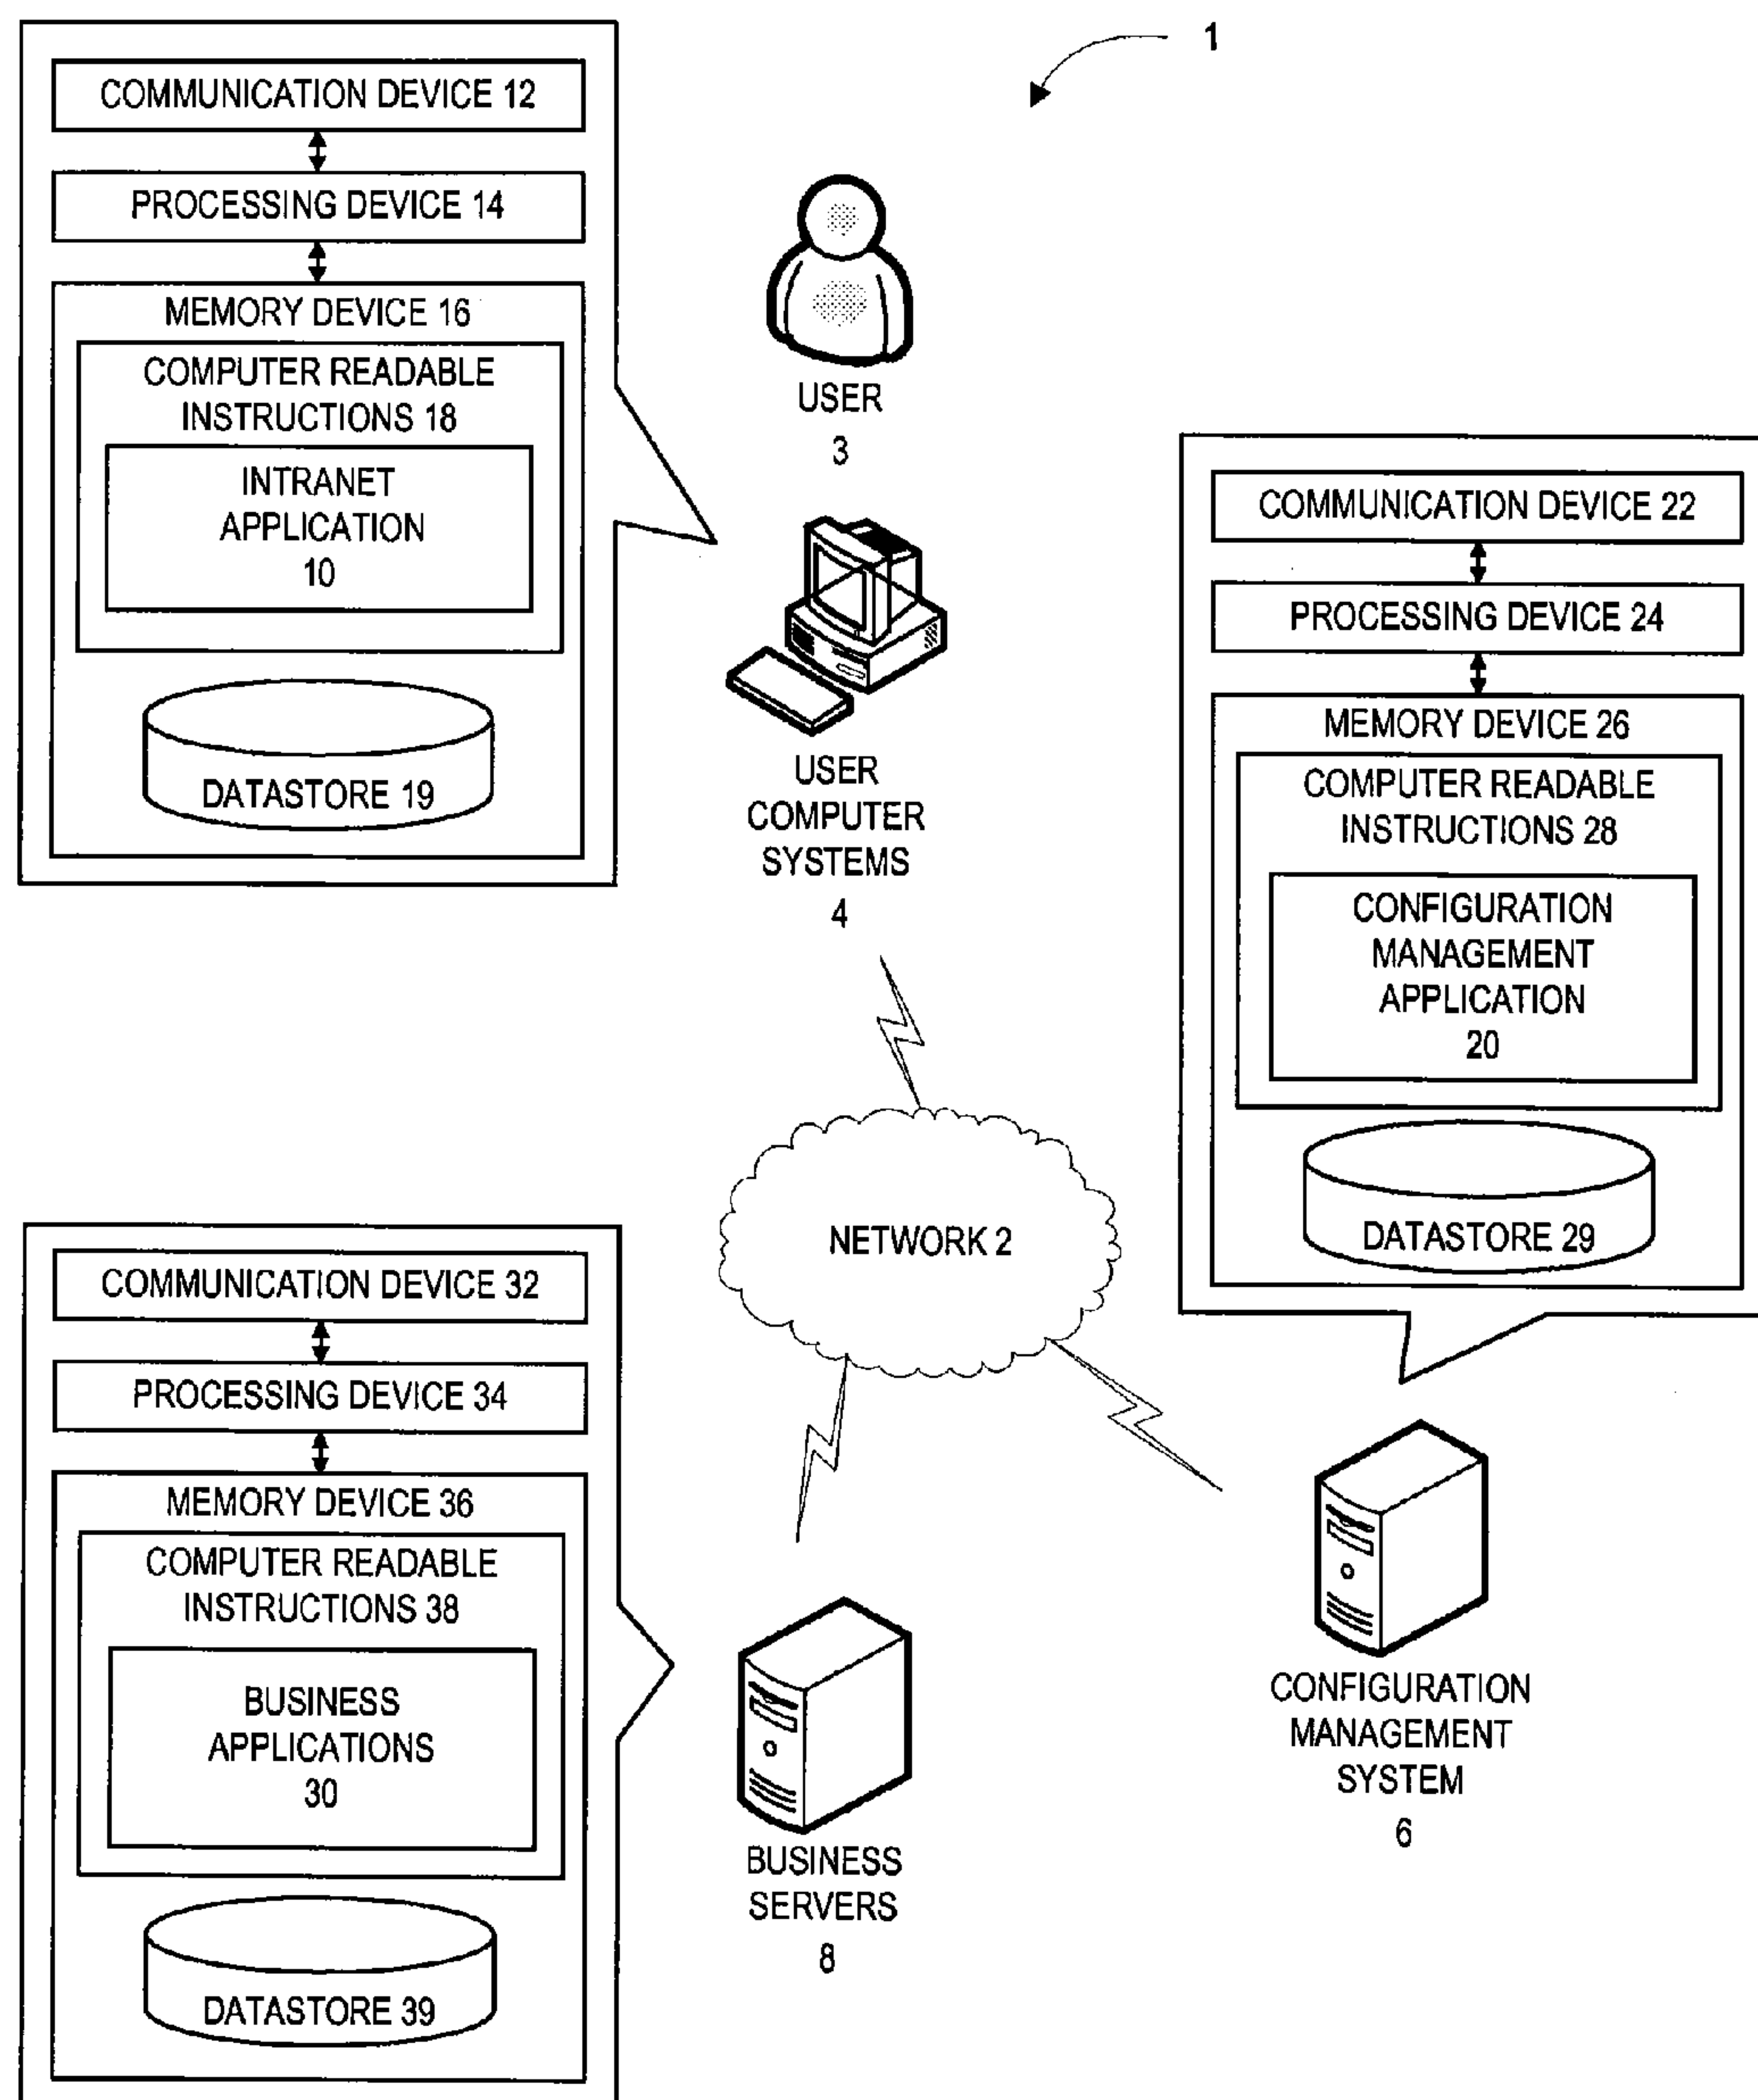 1
COMMUNICATION DEVICE 12
PROCESSING DEVICE 14
MEMORY DEVICE 16
COMPUTER READABLE
INSTRUCTIONS 18
INTRANET
APPLICATION
10
DATASTORE 19
USER
3
USER
COMPUTER
SYSTEMS
4
COMMUNICATION DEVICE 22
PROCESSING DEVICE 24
MEMORY DEVICE 26
COMPUTER READABLE
INSTRUCTIONS 28
CONFIGURATION
MANAGEMENT
APPLICATION
20
DATASTORE 29
NETWORK 2
COMMUNICATION DEVICE 32
PROCESSING DEVICE 34
MEMORY DEVICE 36
COMPUTER READABLE
INSTRUCTIONS 38
BUSINESS
APPLICATIONS
30
DATASTORE 39
BUSINESS
SERVERS
8
CONFIGURATION
MANAGEMENT
SYSTEM
6